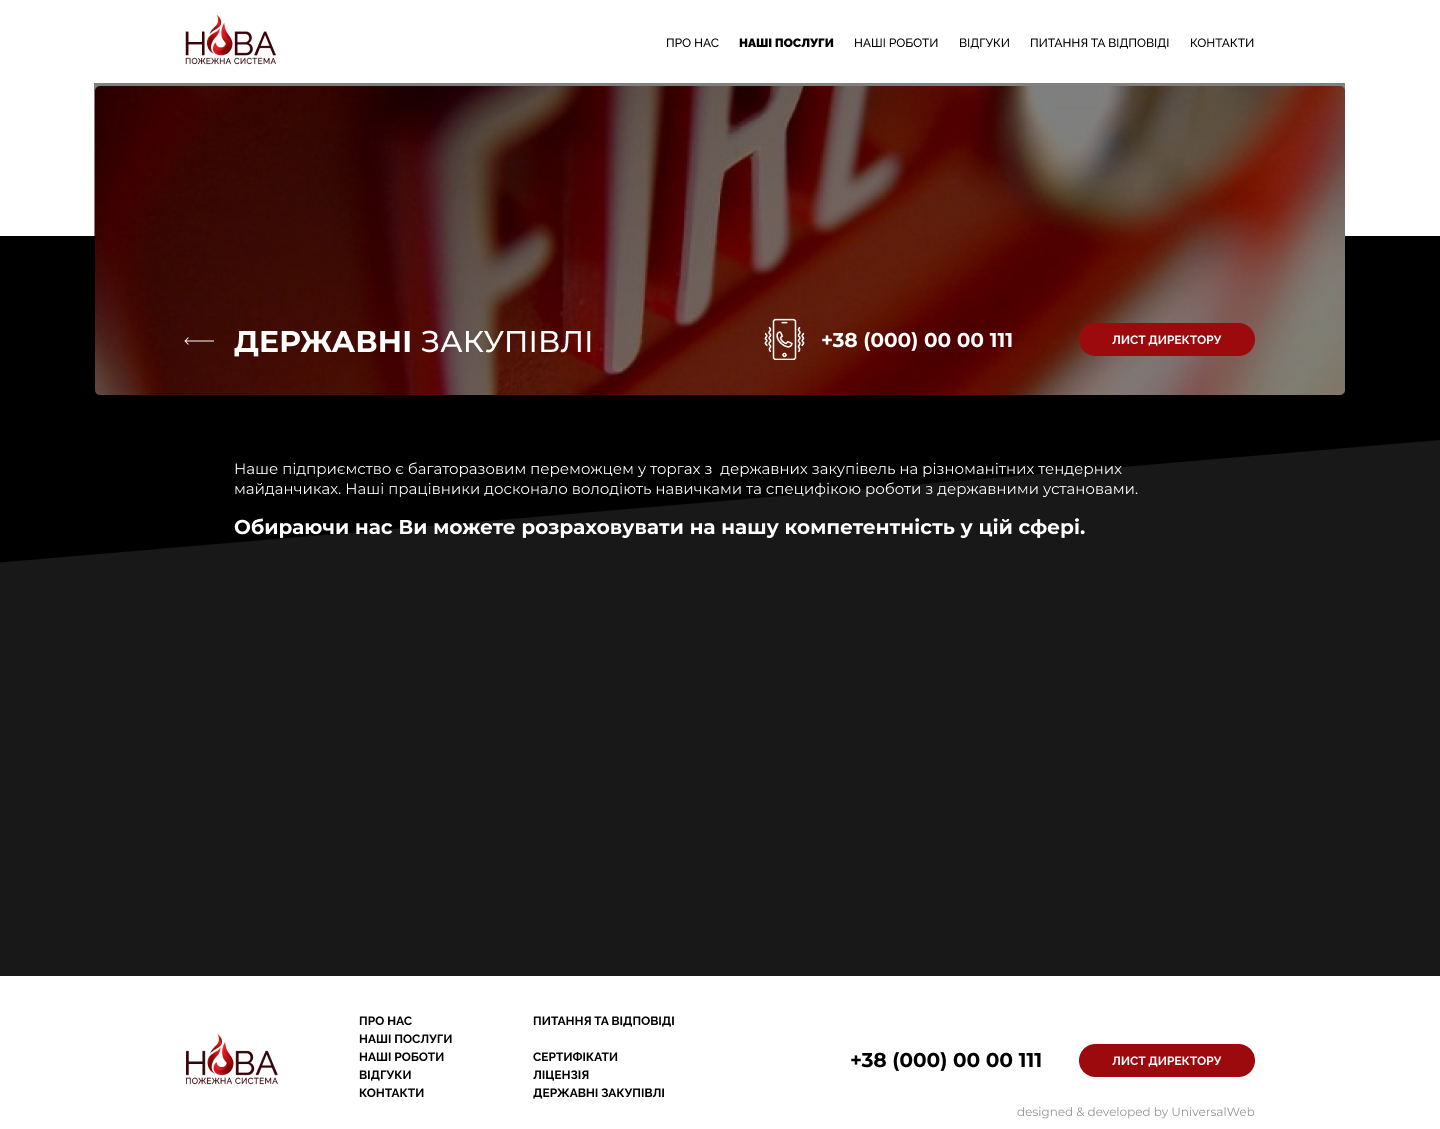 НОВА
ПОЖЕЖНА СИСТЕМА
ПРО НАС НАШІ ПОСЛУГИ НАШІ РОБОТИ ВІДГУКИ ПИТАННЯ ТА ВІДПОВІДІ КОНТАКТИ
FIRE
ДЕРЖАВНІ ЗАКУПІВЛІ
+38 (000) 00 00 111
ЛИСТ ДИРЕКТОРУ
Наше підприємство є багаторазовим переможцем у торгах з державних закупівель на різноманітних тендерних
майданчиках. Наші працівники досконало володіють навичками та специфікою роботи з державними установами.
Обираючи нас Ви можете розраховувати на нашу компетентність у цій сфері.
НОВА
ПОЖЕЖНА СИСТЕМА
ПРО НАС
НАШІ ПОСЛУГИ
НАШІ РОБОТИ
ВІДГУКИ
КОНТАКТИ
ПИТАННЯ ТА ВІДПОВІДІ
СЕРТИФІКАТИ
ЛІЦЕНЗІЯ
ДЕРЖАВНІ ЗАКУПІВЛІ
+38 (000) 00 00 111
ЛИСТ ДИРЕКТОРУ
designed & developed by UniversalWeb